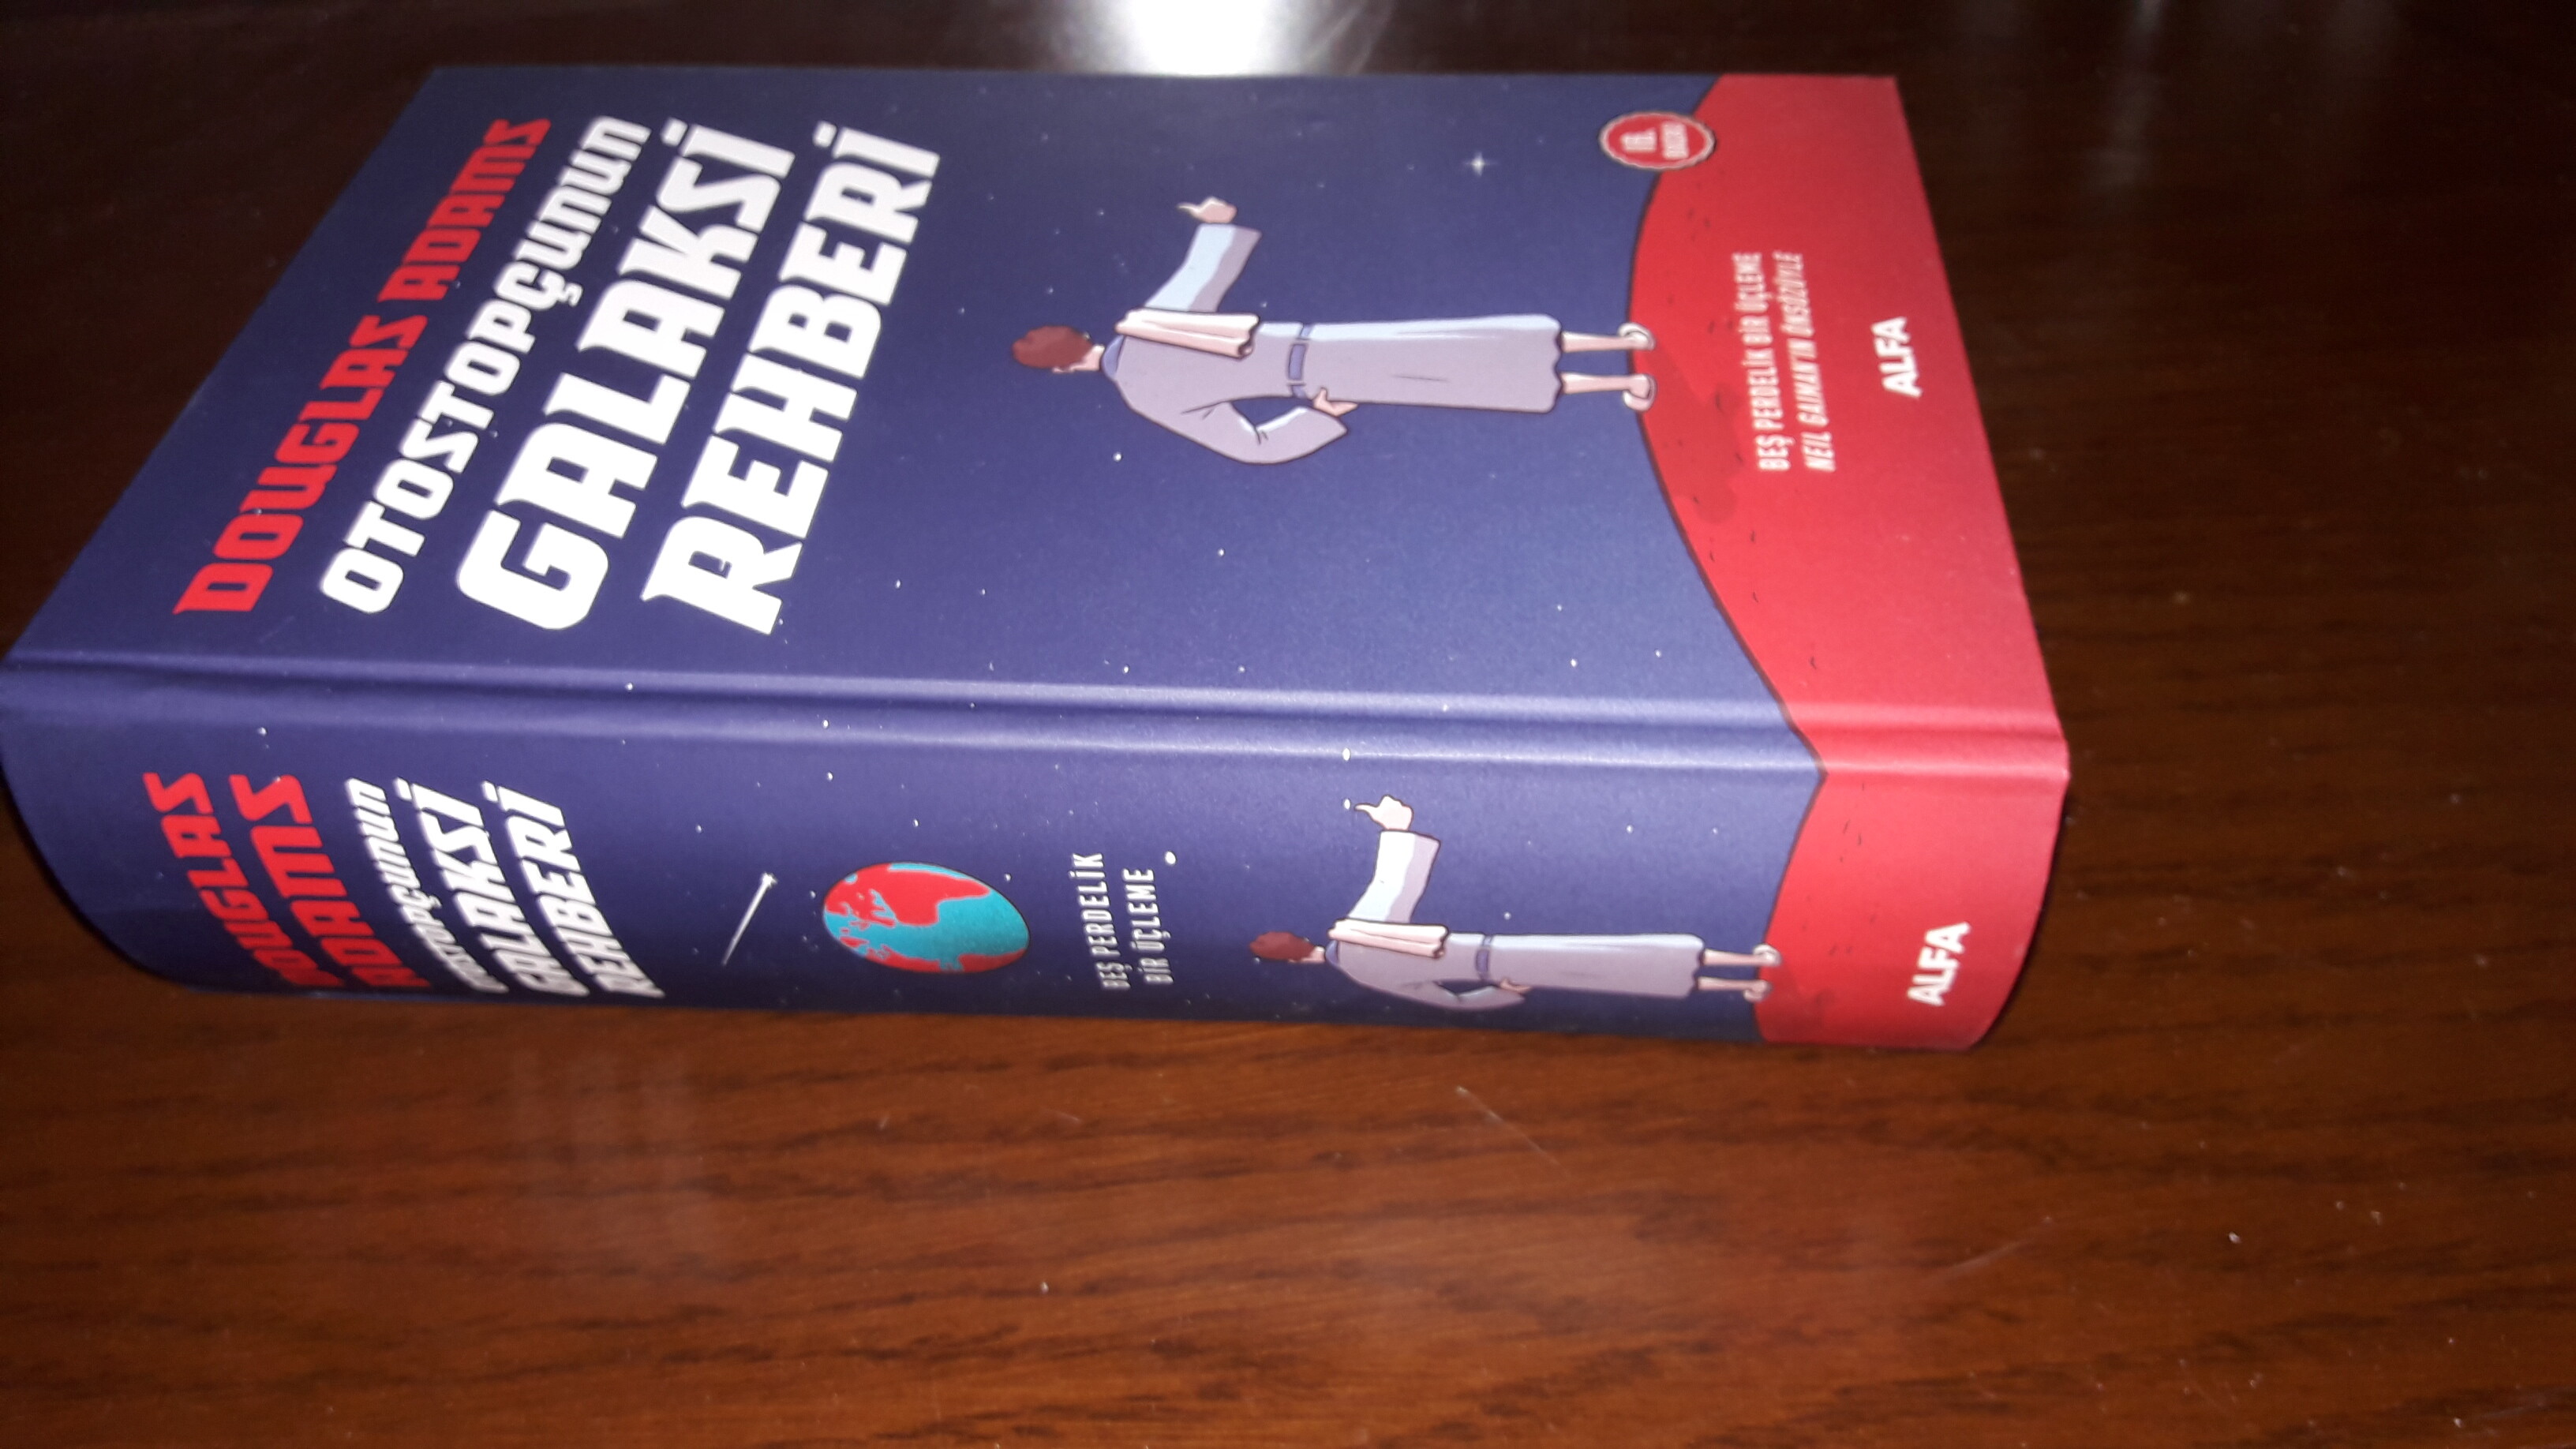 DOUGLAS ADAMS
OTOSTOPÇUNUN
GALAKSİ
REHBERİ
BEŞ PERDELİK BİR ÜÇLEME
NEIL GAIMAN'IN ÖNSÖZÜYLE
ALFA
DOUGLAS
ADAMS
OTOSTOPÇUNUN
GALAKSİ
REHBERİ
BEŞ PERDELİK
BİR ÜÇLEME
ALFA